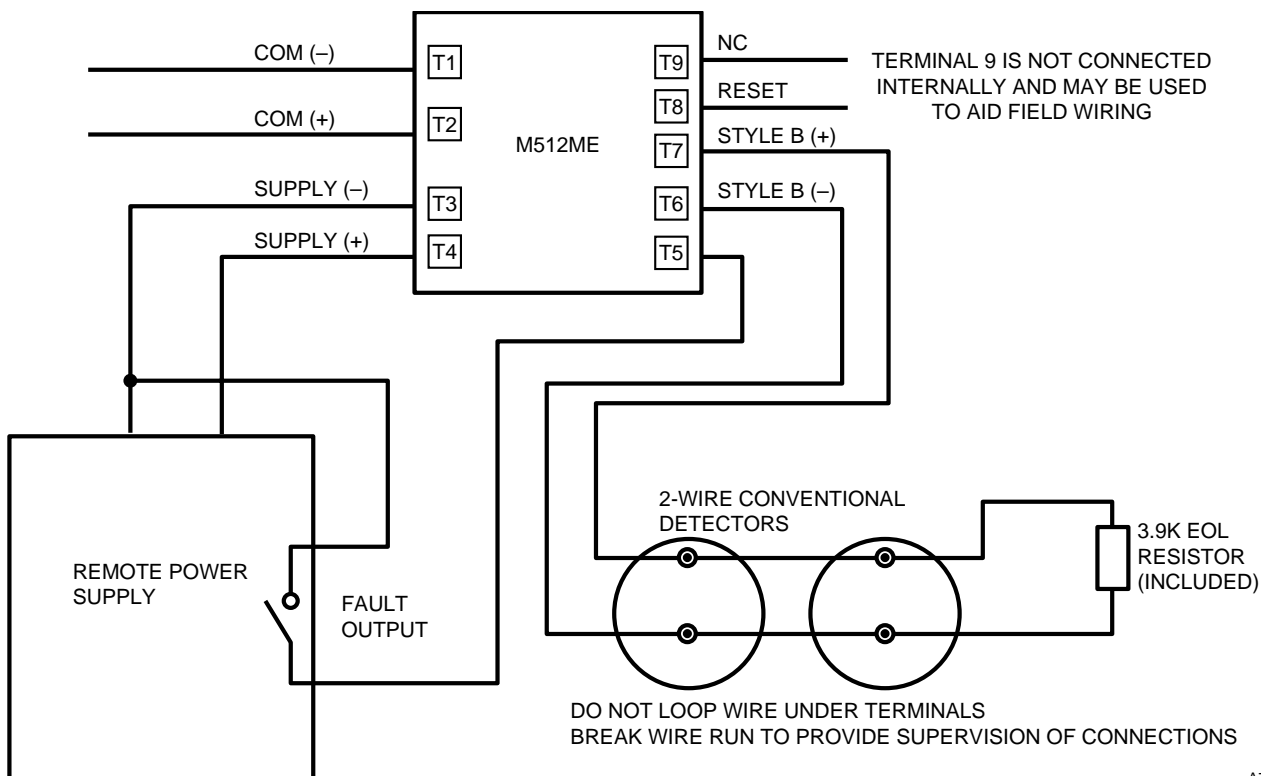 COM (–)
COM (+)
SUPPLY (–)
SUPPLY (+)
T1
T2
T3
T4
M512ME
T9
T8
T7
T6
T5
NC
RESET
STYLE B (+)
STYLE B (–)
TERMINAL 9 IS NOT CONNECTED
INTERNALLY AND MAY BE USED
TO AID FIELD WIRING
REMOTE POWER
SUPPLY
FAULT
OUTPUT
2-WIRE CONVENTIONAL
DETECTORS
3.9K EOL
RESISTOR
(INCLUDED)
DO NOT LOOP WIRE UNDER TERMINALS
BREAK WIRE RUN TO PROVIDE SUPERVISION OF CONNECTIONS